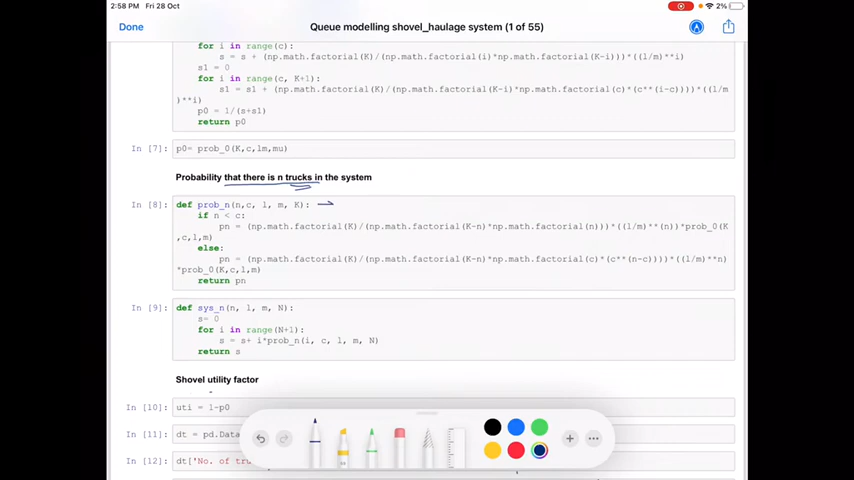 2:58 PM Fri 28 Oct
2%
Done
Queue modelling shovel_haulage system (1 of 55)
for i in range(c):
s = s + (np.math.factorial(K)/(np.math.factorial(i)*np.math.factorial(K-i)))*((l/m)**i)
s1 = 0
for i in range(c, K+1):
s1 = s1 + (np.math.factorial(K)/(np.math.factorial(K-i)*np.math.factorial(c)*(c**(i-c))))*((l/m
)**i)
p0 = 1/(s+s1)
return p0
In [7]: p0= prob_0(K,c,lm,mu)
Probability that there is n trucks in the system
In [8]: def prob_n(n,c, l, m, K):
if n < c:
pn = (np.math.factorial(K)/(np.math.factorial(K-n)*np.math.factorial(n)))*((l/m)**(n))*prob_0(K
,c,l,m)
else:
pn = (np.math.factorial(K)/(np.math.factorial(K-n)*np.math.factorial(c)*(c**(n-c))))*((l/m)**n)
*prob_0(K,c,l,m)
return pn
In [9]: def sys_n(n, l, m, N):
s= 0
for i in range(N+1):
s = s+ i*prob_n(i, c, l, m, N)
return s
Shovel utility factor
In [10]: uti = 1-p0
In [11]: dt = pd.Data
In [12]: dt['No. of tru